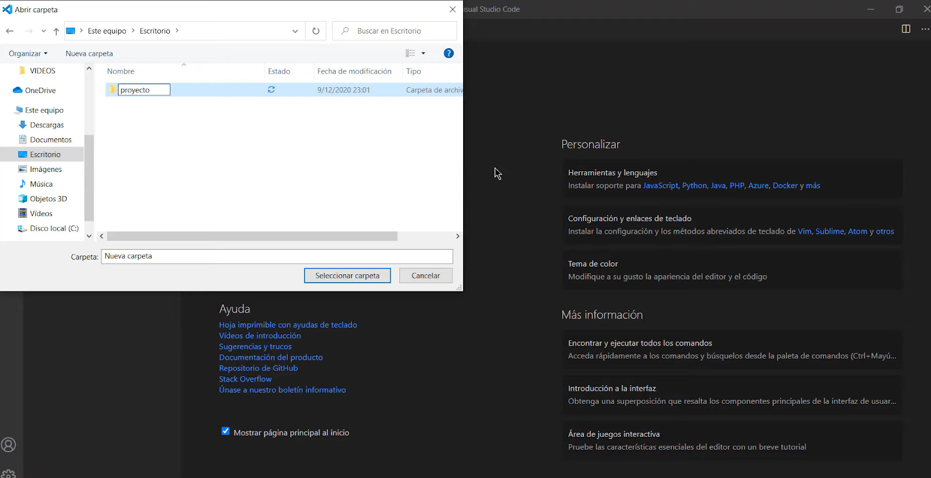 Abrir carpeta
isual Studio Code
Este equipo > Escritorio >
Buscar en Escritorio
Organizar
Nueva carpeta
VIDEOS
OneDrive
Este equipo
Descargas
Documentos
Escritorio
Imágenes
Música
Objetos 3D
Vídeos
Disco local (C:)
Nombre
Estado
Fecha de modificación
Tipo
proyecto
9/12/2020 23:01
Carpeta de archiv
Carpeta:
Nueva carpeta
Seleccionar carpeta
Cancelar
Ayuda
Hoja imprimible con ayudas de teclado
Vídeos de introducción
Sugerencias y trucos
Documentación del producto
Repositorio de GitHub
Stack Overflow
Únase a nuestro boletín informativo
Mostrar página principal al inicio
Personalizar
Herramientas y lenguajes
Instalar soporte para JavaScript, Python, Java, PHP, Azure, Docker y más
Configuración y enlaces de teclado
Instalar la configuración y los métodos abreviados de teclado de Vim, Sublime, Atom y otros
Tema de color
Modifique a su gusto la apariencia del editor y el código
Más información
Encontrar y ejecutar todos los comandos
Acceda rápidamente a los comandos y búsquelos desde la paleta de comandos (Ctrl+Mayú...
Introducción a la interfaz
Obtenga una superposición que resalta los componentes principales de la interfaz de usuar...
Área de juegos interactiva
Pruebe las características esenciales del editor con un breve tutorial